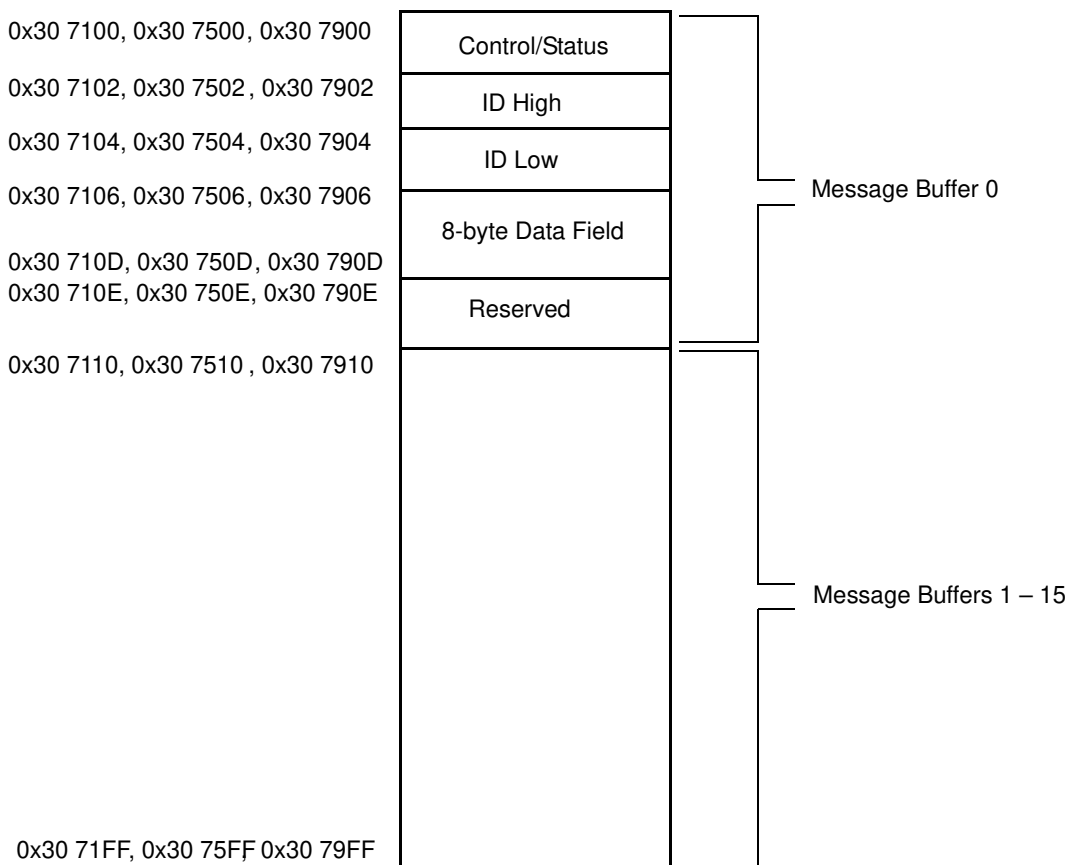 0x30 7100, 0x30 7500, 0x30 7900
Control/Status
0x30 7102, 0x30 7502, 0x30 7902
ID High
0x30 7104, 0x30 7504, 0x30 7904
ID Low
0x30 7106, 0x30 7506, 0x30 7906
Message Buffer 0
8-byte Data Field
0x30 710D, 0x30 750D, 0x30 790D
0x30 710E, 0x30 750E, 0x30 790E
Reserved
0x30 7110, 0x30 7510, 0x30 7910
Message Buffers 1 – 15
0x30 71FF, 0x30 75FF, 0x30 79FF